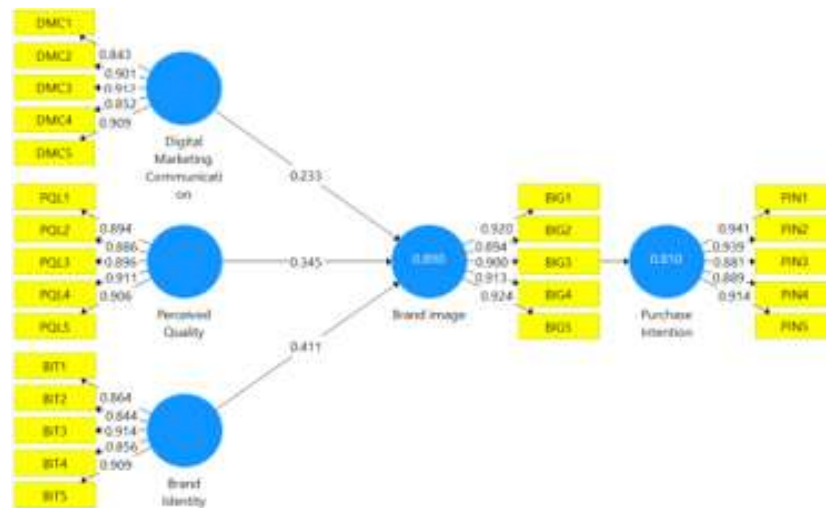 DMC1
DMC2
DMC3
DMC4
DMC5
0.843
0.901
0.852
0.909
Digital
Marketing
Communicati
on
0.233
PQL1
PQL2
PQL3
PQL4
PQL5
0.894
0.886
0.896
0.911
0.906
Perceived
Quality
0.345
BIT1
BIT2
BIT3
BIT4
BIT5
0.864
0.844
0.914
0.856
0.909
Brand
Identity
0.411
Brand image
0.920
0.894
0.900
0.913
0.924
BIG1
BIG2
BIG3
BIG4
BIG5
0.810
Purchase
Intention
0.941
0.939
0.881
0.889
0.914
PIN1
PIN2
PIN3
PIN4
PIN5